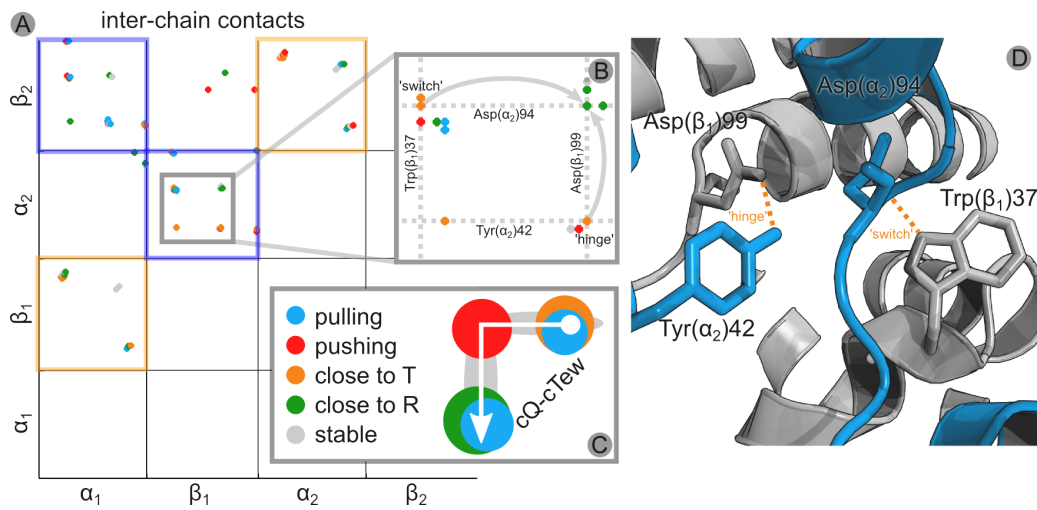 A
inter-chain contacts
β2
α2
β1
α1
α1
β1
α2
β2
B
'switch'
Asp(α2)94
Trp(β1)37
Asp(β1)99
Tyr(α2)42
'hinge'
pulling
pushing
close to T
close to R
stable
cQ-cTew
C
D
Asp(α2)94
Asp(β1)99
Trp(β1)37
'hinge'
'switch'
Tyr(α2)42